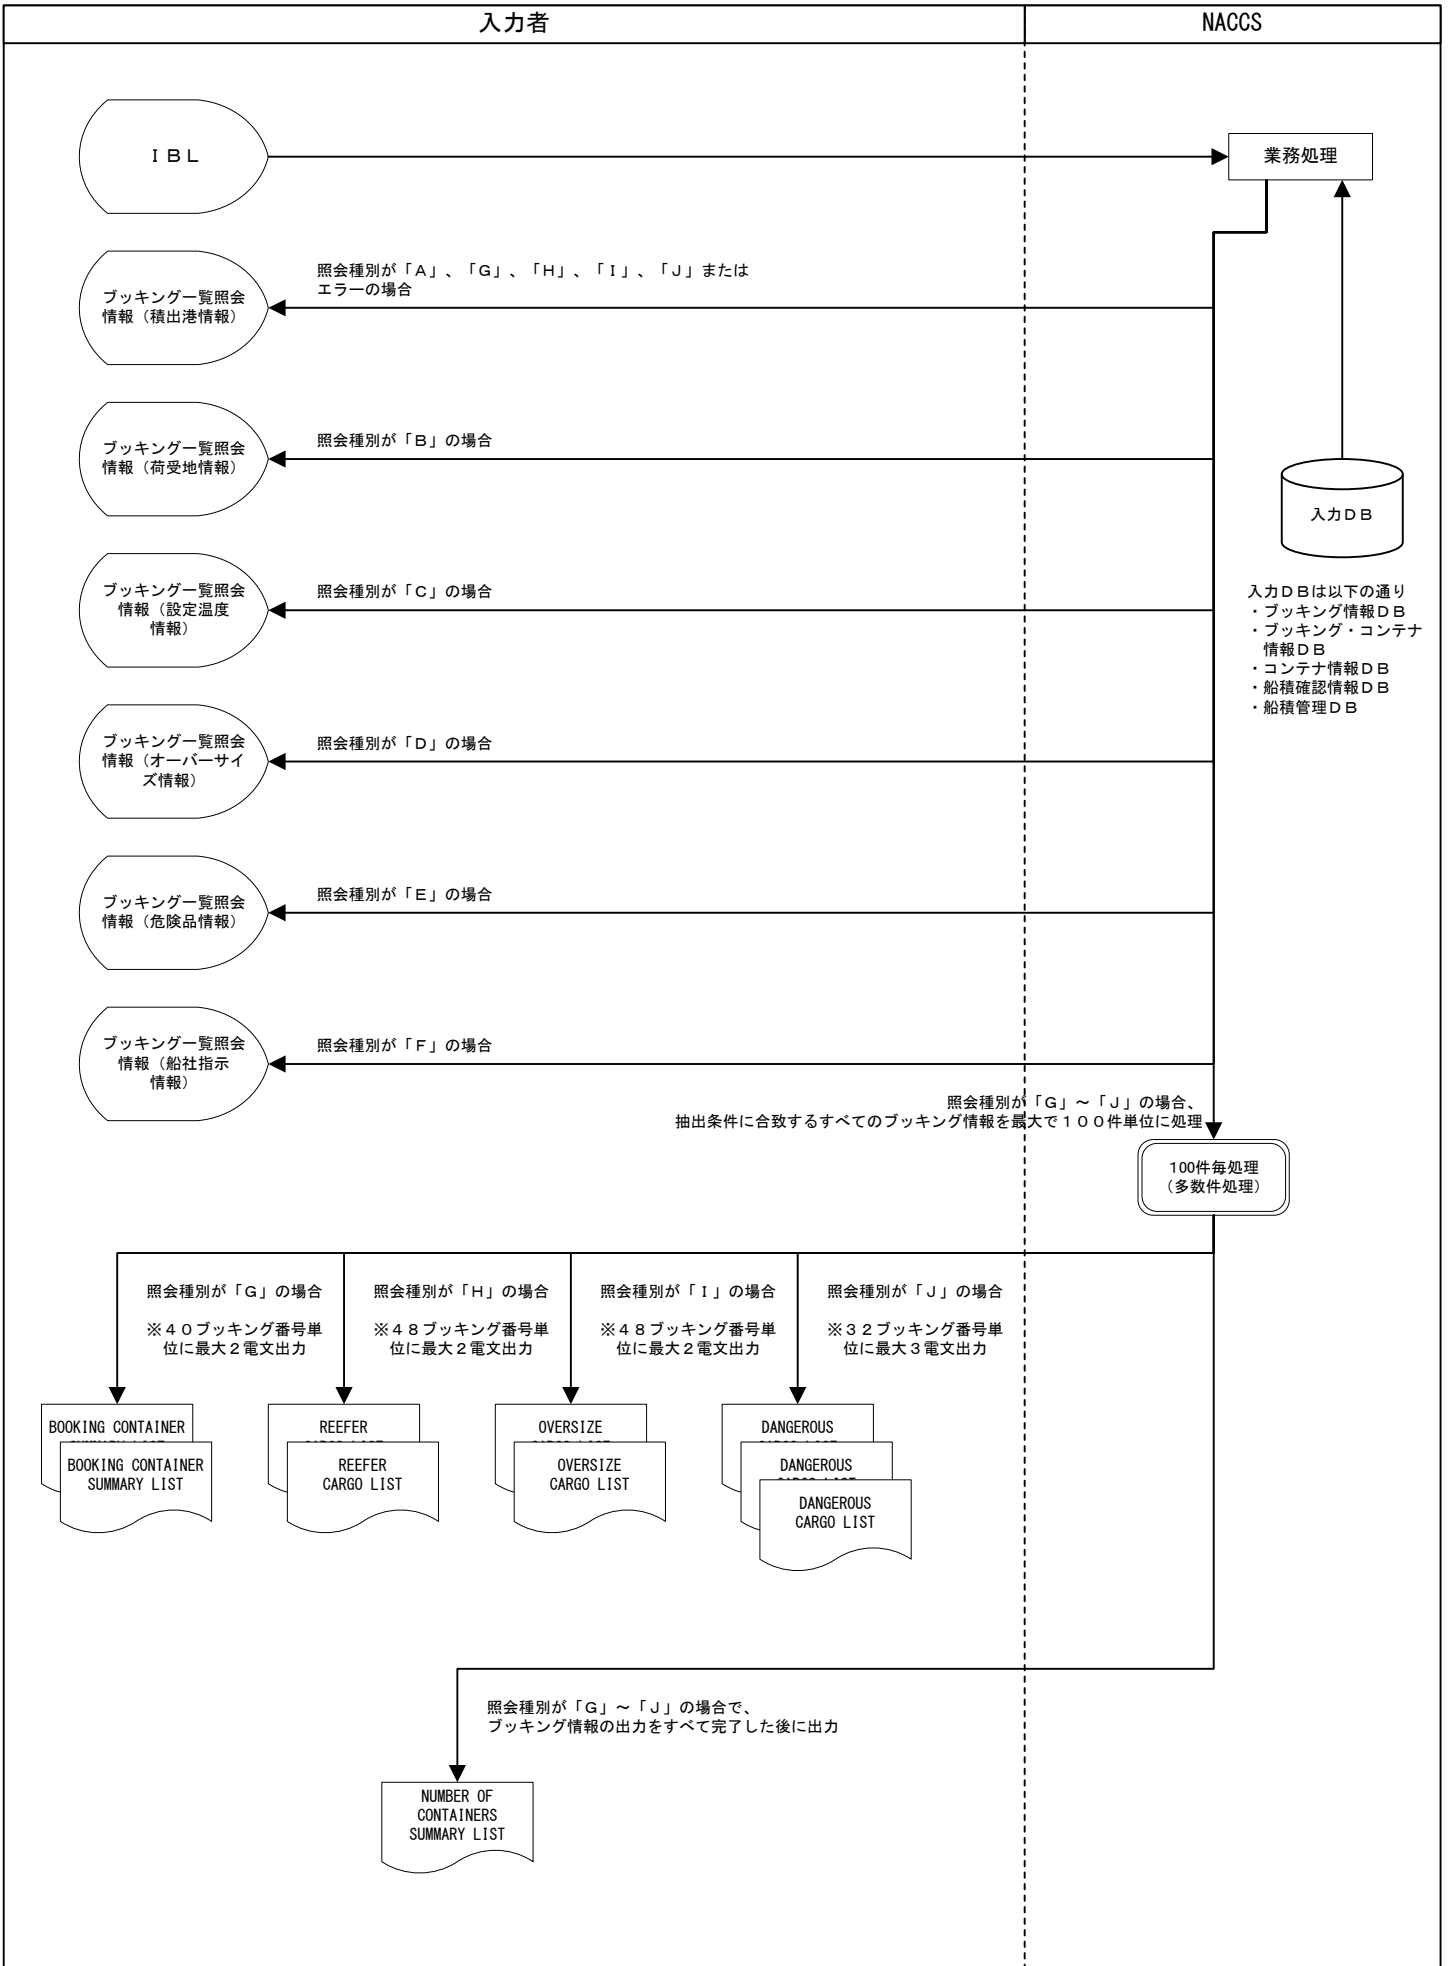 入力者
NACCS
ＩＢＬ
業務処理
照会種別が「Ａ」、「Ｇ」、「Ｈ」、「Ｉ」、「Ｊ」または
エラーの場合
ブッキング一覧照会
情報（積出港情報）
照会種別が「Ｂ」の場合
ブッキング一覧照会
情報（荷受地情報）
入力ＤＢ
照会種別が「Ｃ」の場合
ブッキング一覧照会
情報（設定温度
情報）
入力ＤＢは以下の通り
・ブッキング情報ＤＢ
・ブッキング・コンテナ
情報ＤＢ
・コンテナ情報ＤＢ
・船積確認情報ＤＢ
・船積管理ＤＢ
照会種別が「Ｄ」の場合
ブッキング一覧照会
情報（オーバーサイ
ズ情報）
照会種別が「Ｅ」の場合
ブッキング一覧照会
情報（危険品情報）
照会種別が「Ｆ」の場合
ブッキング一覧照会
情報（船社指示
情報）
照会種別が「Ｇ」～「Ｊ」の場合、
抽出条件に合致するすべてのブッキング情報を最大で１００件単位に処理
100件毎処理
（多数件処理）
照会種別が「Ｇ」の場合
※４０ブッキング番号単
位に最大２電文出力
照会種別が「Ｈ」の場合
※４８ブッキング番号単
位に最大２電文出力
照会種別が「Ｉ」の場合
※４８ブッキング番号単
位に最大２電文出力
照会種別が「Ｊ」の場合
※３２ブッキング番号単
位に最大３電文出力
BOOKING CONTAINER
SUMMARY LIST
BOOKING CONTAINER
SUMMARY LIST
REEFER
CARGO LIST
REEFER
CARGO LIST
OVERSIZE
CARGO LIST
OVERSIZE
CARGO LIST
DANGEROUS
CARGO LIST
DANGEROUS
CARGO LIST
DANGEROUS
CARGO LIST
照会種別が「Ｇ」～「Ｊ」の場合で、
ブッキング情報の出力をすべて完了した後に出力
NUMBER OF
CONTAINERS
SUMMARY LIST